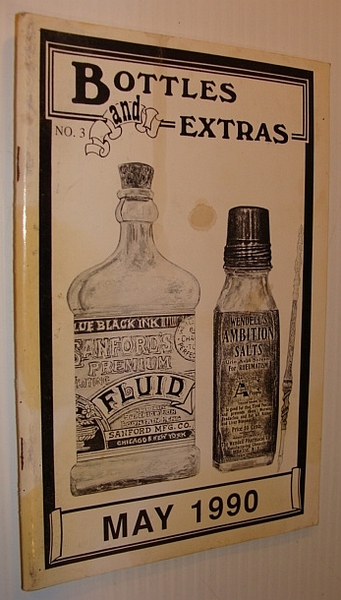 BOTTLES
and
NO. 3
EXTRAS
LUE BLACK INK
SANFORD'S
PREMIUM
FLUID
SANFORD MFG. CO.
CHICAGO & NEW YORK
WENDELL'S
AMBITION
SALTS
For RHEUMATISM
A
MAY 1990